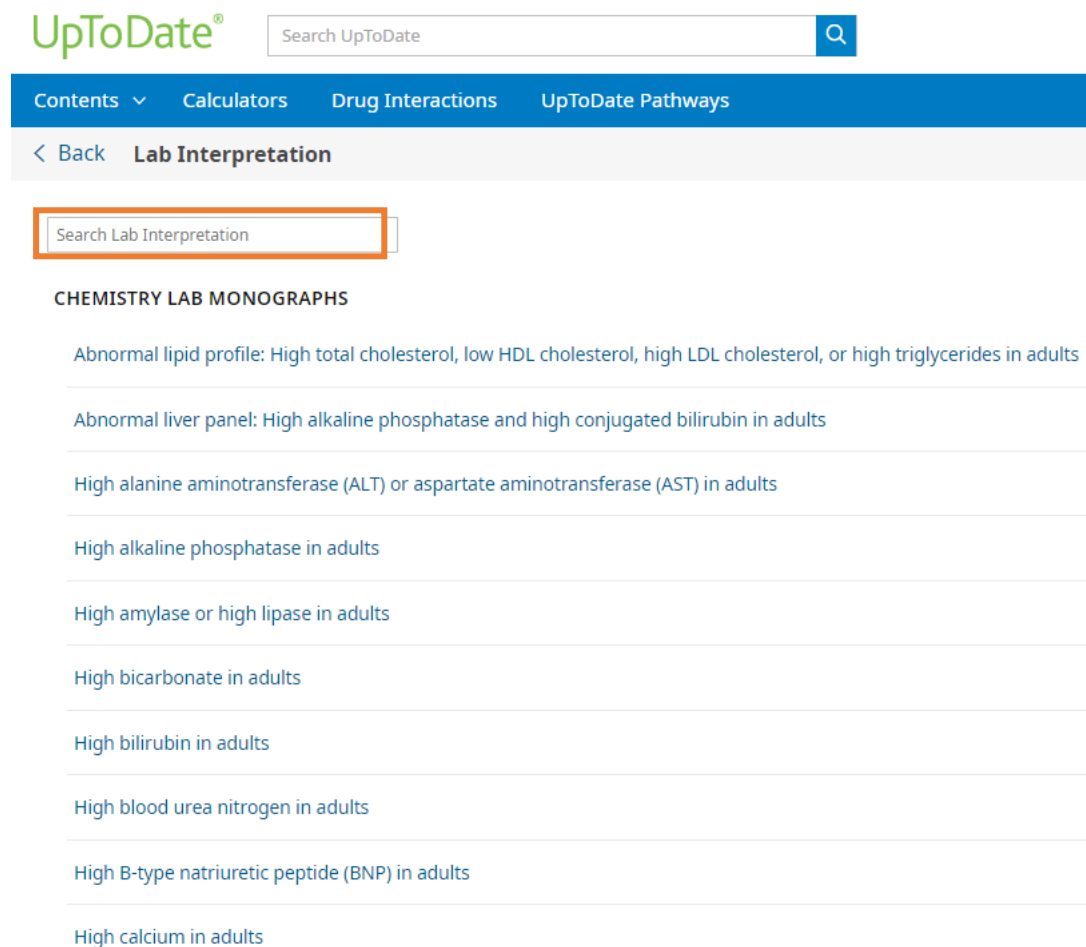 UpToDate®
Search UpToDate
Contents Calculators Drug Interactions UpToDate Pathways
Back Lab Interpretation
Search Lab Interpretation
CHEMISTRY LAB MONOGRAPHS
Abnormal lipid profile: High total cholesterol, low HDL cholesterol, high LDL cholesterol, or high triglycerides in adults
Abnormal liver panel: High alkaline phosphatase and high conjugated bilirubin in adults
High alanine aminotransferase (ALT) or aspartate aminotransferase (AST) in adults
High alkaline phosphatase in adults
High amylase or high lipase in adults
High bicarbonate in adults
High bilirubin in adults
High blood urea nitrogen in adults
High B-type natriuretic peptide (BNP) in adults
High calcium in adults